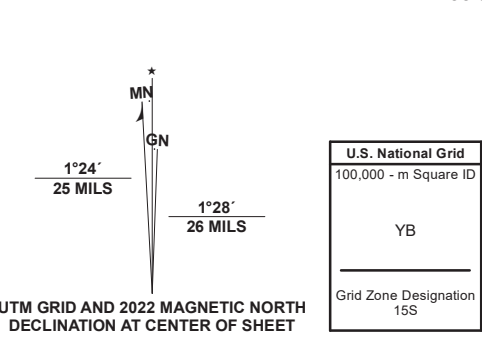 MN
GN
1°24´
25 MILS
1°28´
26 MILS
UTM GRID AND 2022 MAGNETIC NORTH
DECLINATION AT CENTER OF SHEET
U.S. National Grid
100,000 - m Square ID
YB
Grid Zone Designation
15S